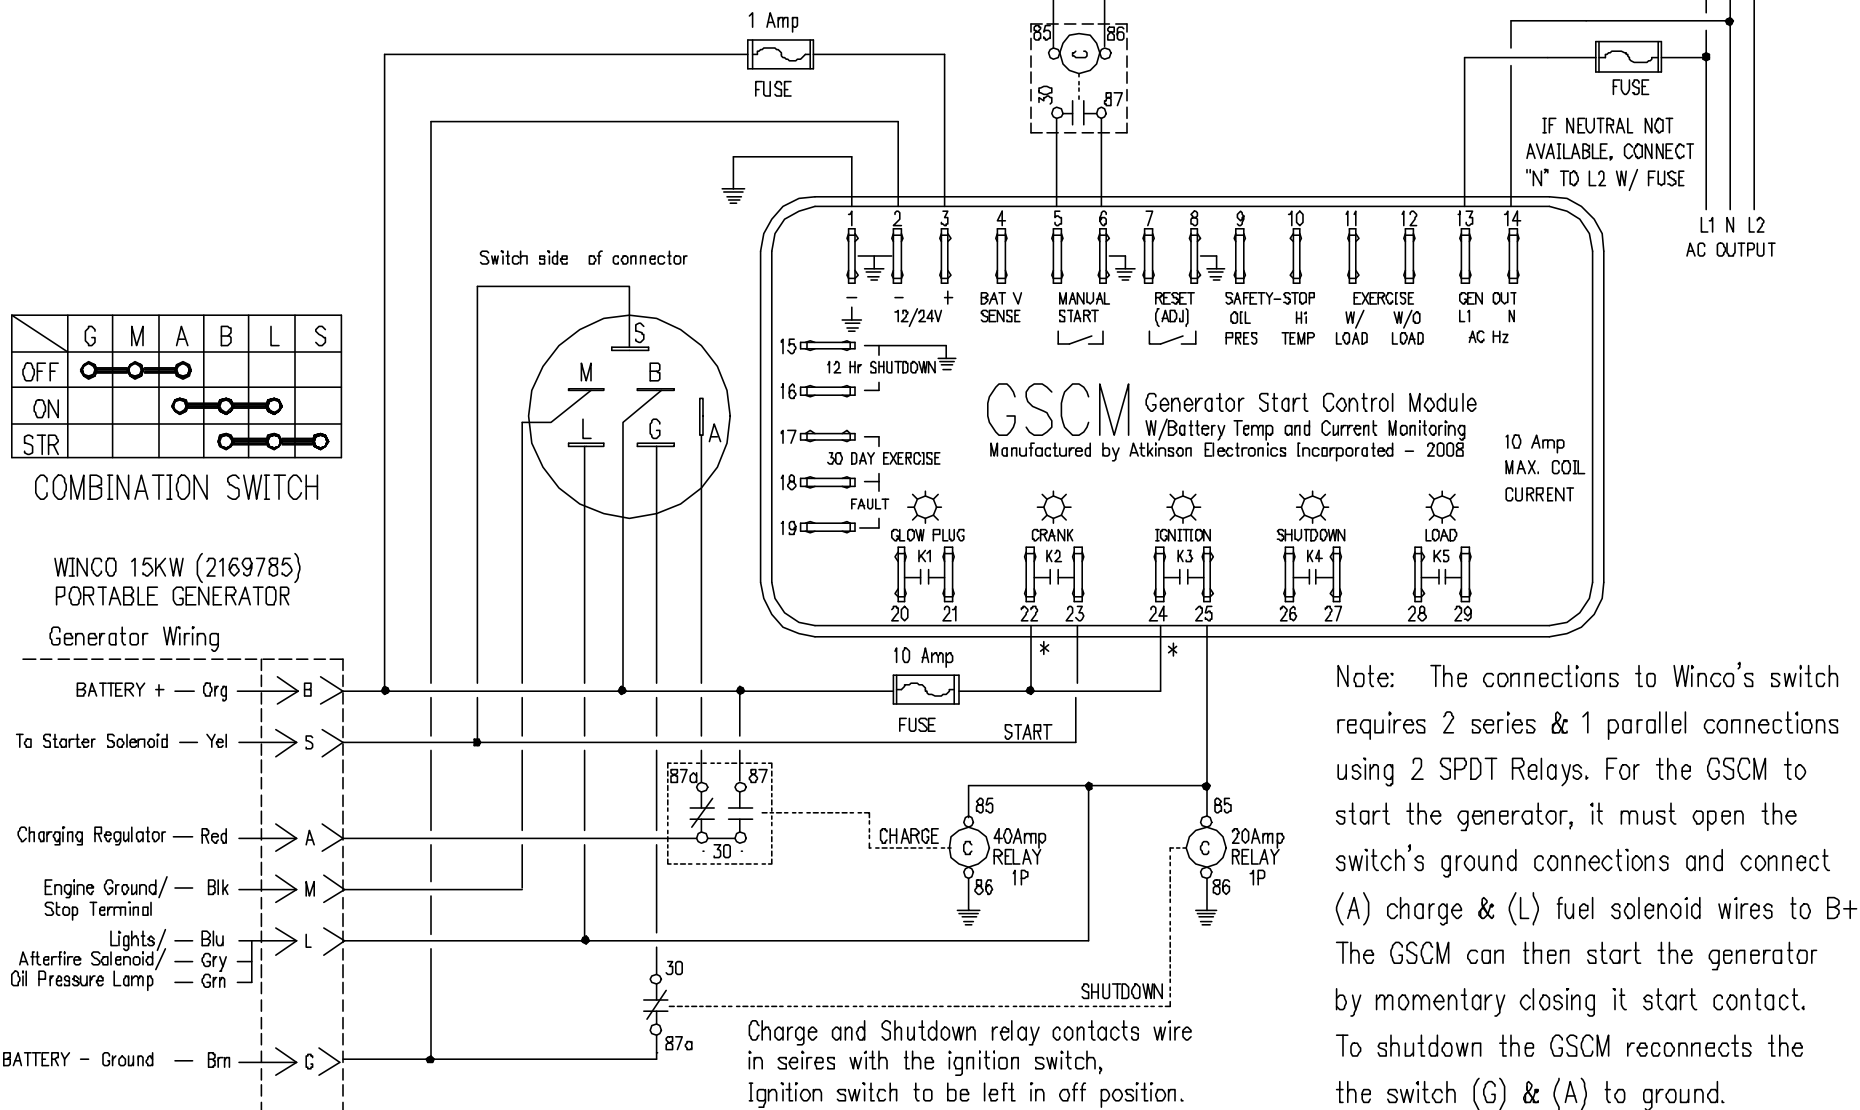 1 Amp
FUSE
85
86
C
30
87
FUSE
IF NEUTRAL NOT
AVAILABLE, CONNECT
"N" TO L2 W/ FUSE
L1 N L2
AC OUTPUT
1 2 3 4 5 6 7 8 9 10 11 12 13 14
- - +
12/24V
BAT V
SENSE
MANUAL
START
RESET
(ADJ)
SAFETY-STOP
OIL Hi
PRES TEMP
EXERCISE
W/ W/O
LOAD LOAD
GEN OUT
L1 N
AC Hz
15
12 Hr SHUTDOWN
16
17
30 DAY EXERCISE
18
FAULT
19
GSCM
Generator Start Control Module
W/Battery Temp and Current Monitoring
Manufactured by Atkinson Electronics Incorporated - 2008
10 Amp
MAX. COIL
CURRENT
GLOW PLUG
K1
CRANK
K2
IGNITION
K3
SHUTDOWN
K4
LOAD
K5
20 21 22 23 24 25 26 27 28 29
* *
Switch side of connector
S
M B
L G A
G M A B L S
OFF
ON
STR
COMBINATION SWITCH
WINCO 15KW (2169785)
PORTABLE GENERATOR
Generator Wiring
BATTERY + - Org B
To Starter Solenoid - Yel S
Charging Regulator - Red A
Engine Ground/ - Blk M
Stop Terminal
Lights/ - Blu L
Afterfire Solenoid/ - Gry
Oil Pressure Lamp - Grn
BATTERY - Ground - Brn G
10 Amp
FUSE
START
87a 87
- 30 -
CHARGE
85
C
40Amp
RELAY
1P
86
85
C
20Amp
RELAY
1P
86
30
SHUTDOWN
87a
Charge and Shutdown relay contacts wire
in seires with the ignition switch,
Ignition switch to be left in off position.
Note: The connections to Winco's switch
requires 2 series & 1 parallel connections
using 2 SPDT Relays. For the GSCM to
start the generator, it must open the
switch's ground connections and connect
(A) charge & (L) fuel solenoid wires to B+
The GSCM can then start the generator
by momentary closing it start contact.
To shutdown the GSCM reconnects the
the switch (G) & (A) to ground.